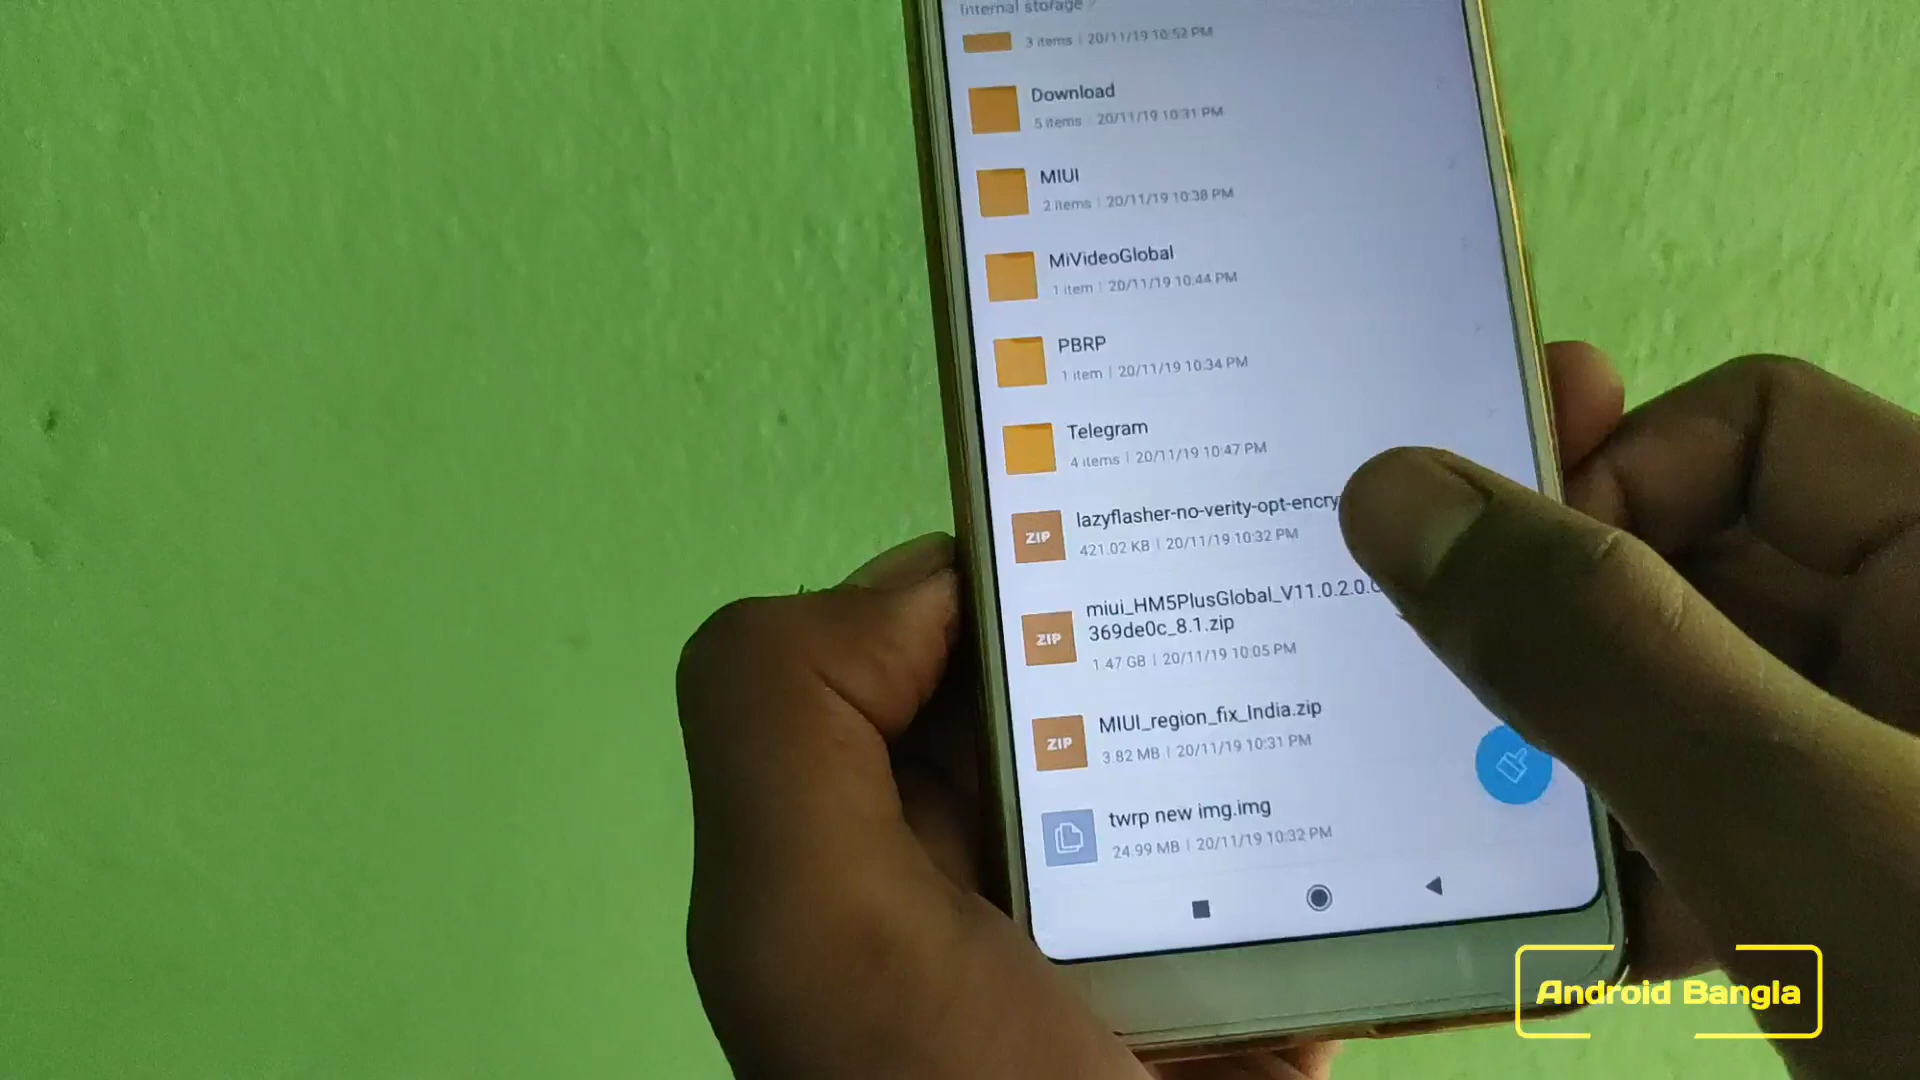 Internal storage
3 items | 20/11/19 10:52 PM
Download
5 items | 20/11/19 10:31 PM
MIUI
2 items | 20/11/19 10:38 PM
MiVideoGlobal
1 item | 20/11/19 10:44 PM
PBRP
1 item | 20/11/19 10:34 PM
Telegram
4 items | 20/11/19 10:47 PM
ZIP
lazyflasher-no-verity-opt-encry
421.02 KB | 20/11/19 10:32 PM
ZIP
miui_HM5PlusGlobal_V11.0.2.0.
369de0c_8.1.zip
1.47 GB | 20/11/19 10:05 PM
ZIP
MIUI_region_fix_India.zip
3.82 MB | 20/11/19 10:31 PM
twrp new img.img
24.99 MB | 20/11/19 10:32 PM
Android Bangla